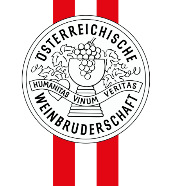 ÖSTERREICHISCHE
HUMANITAS VINUM VERITAS
WEINBRUDERSCHAFT